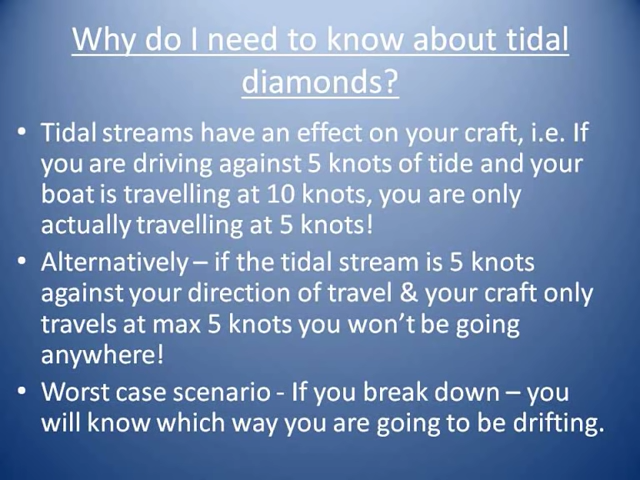 Why do I need to know about tidal
diamonds?
• Tidal streams have an effect on your craft, i.e. If
you are driving against 5 knots of tide and your
boat is travelling at 10 knots, you are only
actually travelling at 5 knots!
• Alternatively – if the tidal stream is 5 knots
against your direction of travel & your craft only
travels at max 5 knots you won't be going
anywhere!
• Worst case scenario - If you break down – you
will know which way you are going to be drifting.